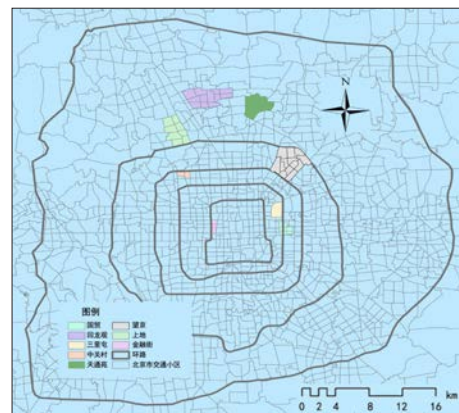 N
图例
国贸 望京
回龙观 上地
三里屯 金融街
中关村 环路
天通苑 北京市交通小区
km
0 2 4 8 12 16